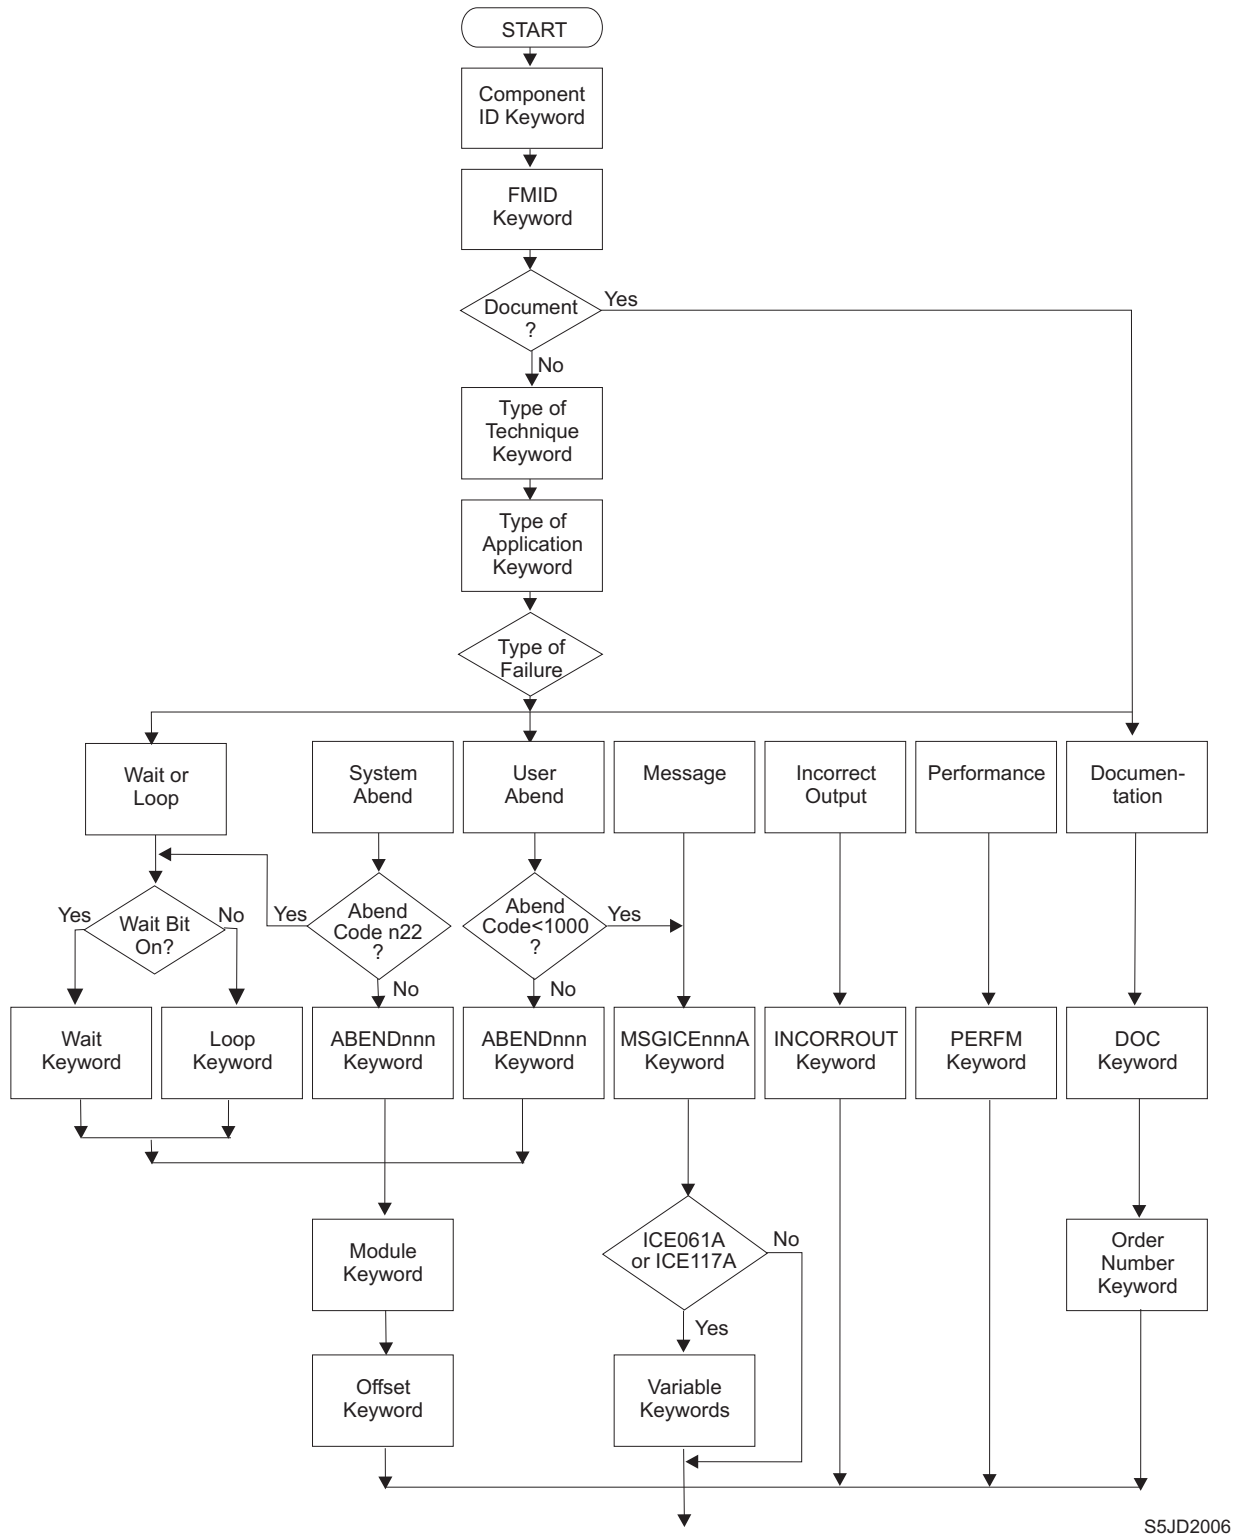 START
Component
ID Keyword
FMID
Keyword
Document
?
Yes
No
Type of
Technique
Keyword
Type of
Application
Keyword
Type of
Failure
Wait or
Loop
System
Abend
User
Abend
Message
Incorrect
Output
Performance
Documen-
tation
Yes
Wait Bit
On?
No
Yes
Abend
Code n22
?
No
Abend
Code<1000
?
Yes
No
Wait
Keyword
Loop
Keyword
ABENDnnn
Keyword
ABENDnnn
Keyword
MSGICEnnnA
Keyword
INCORROUT
Keyword
PERFM
Keyword
DOC
Keyword
Module
Keyword
ICE061A
or ICE117A
No
Yes
Order
Number
Keyword
Offset
Keyword
Variable
Keywords
S5JD2006